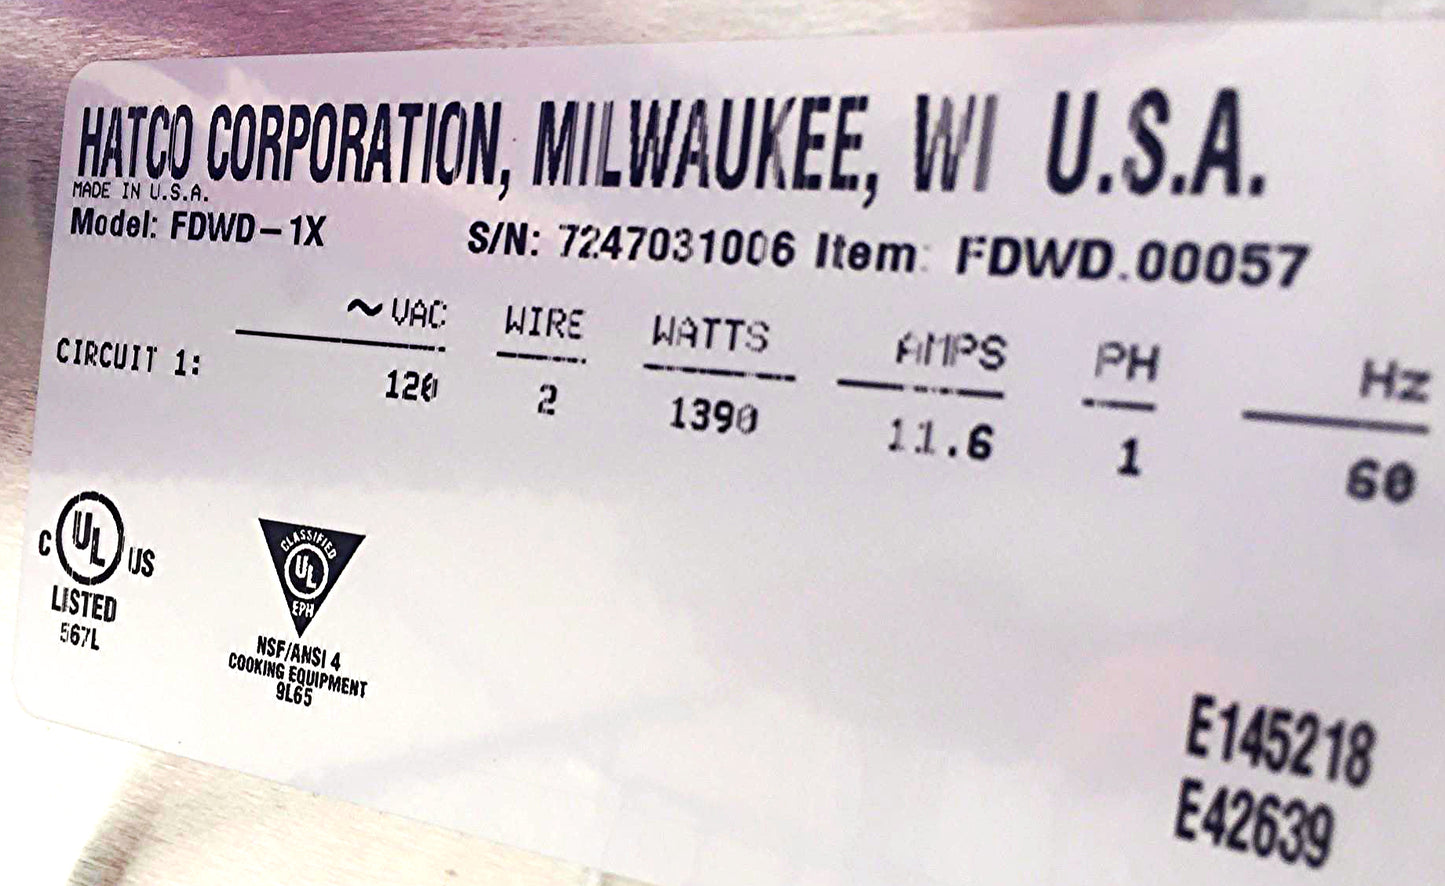 HATCO CORPORATION, MILWAUKEE, WI U.S.A.
MADE IN U.S.A.
Model: FDWD-1X S/N: 7247031006 Item: FDWD.00057
~VAC WIRE WATTS AMPS PH Hz
CIRCUIT 1: 120 2 1390 11.6 1 60
C UL US
LISTED
567L
CLASSIFIED
UL
EPH
NSF/ANSI 4
COOKING EQUIPMENT
9L65
E145218
E42639